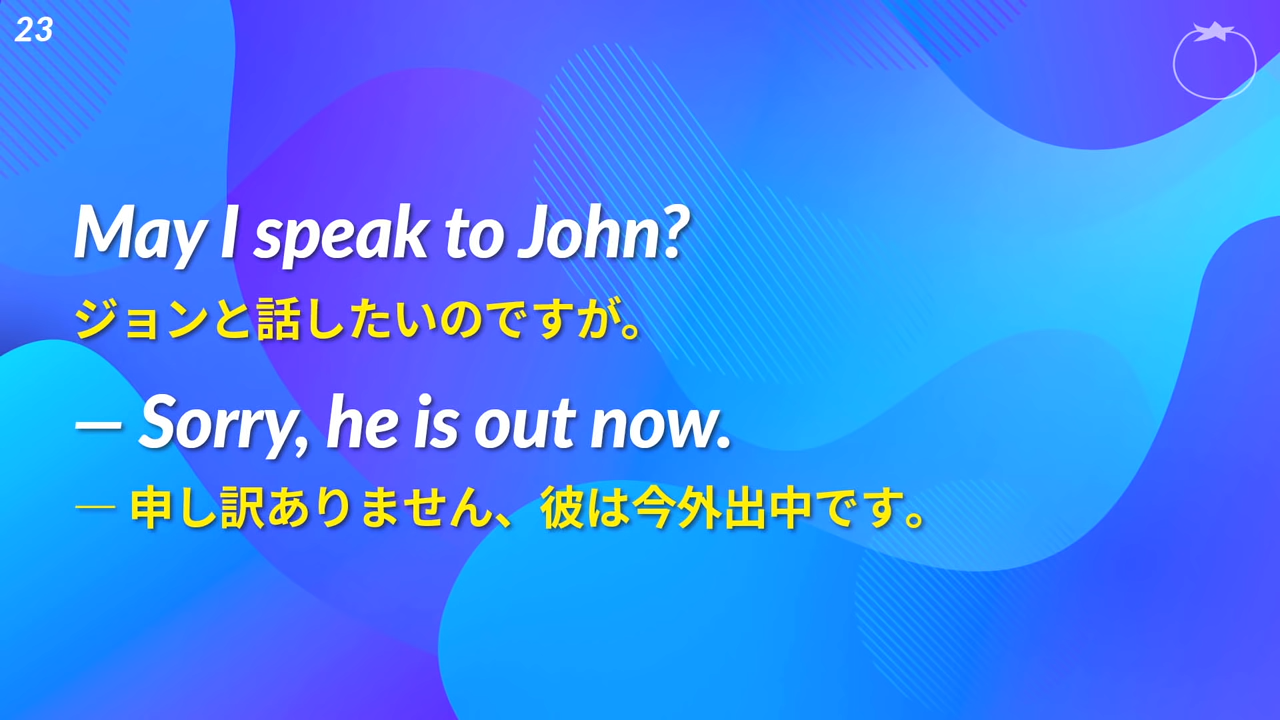 23
May I speak to John?
ジョンと話したいのですが。
— Sorry, he is out now.
― 申し訳ありません、彼は今外出中です。